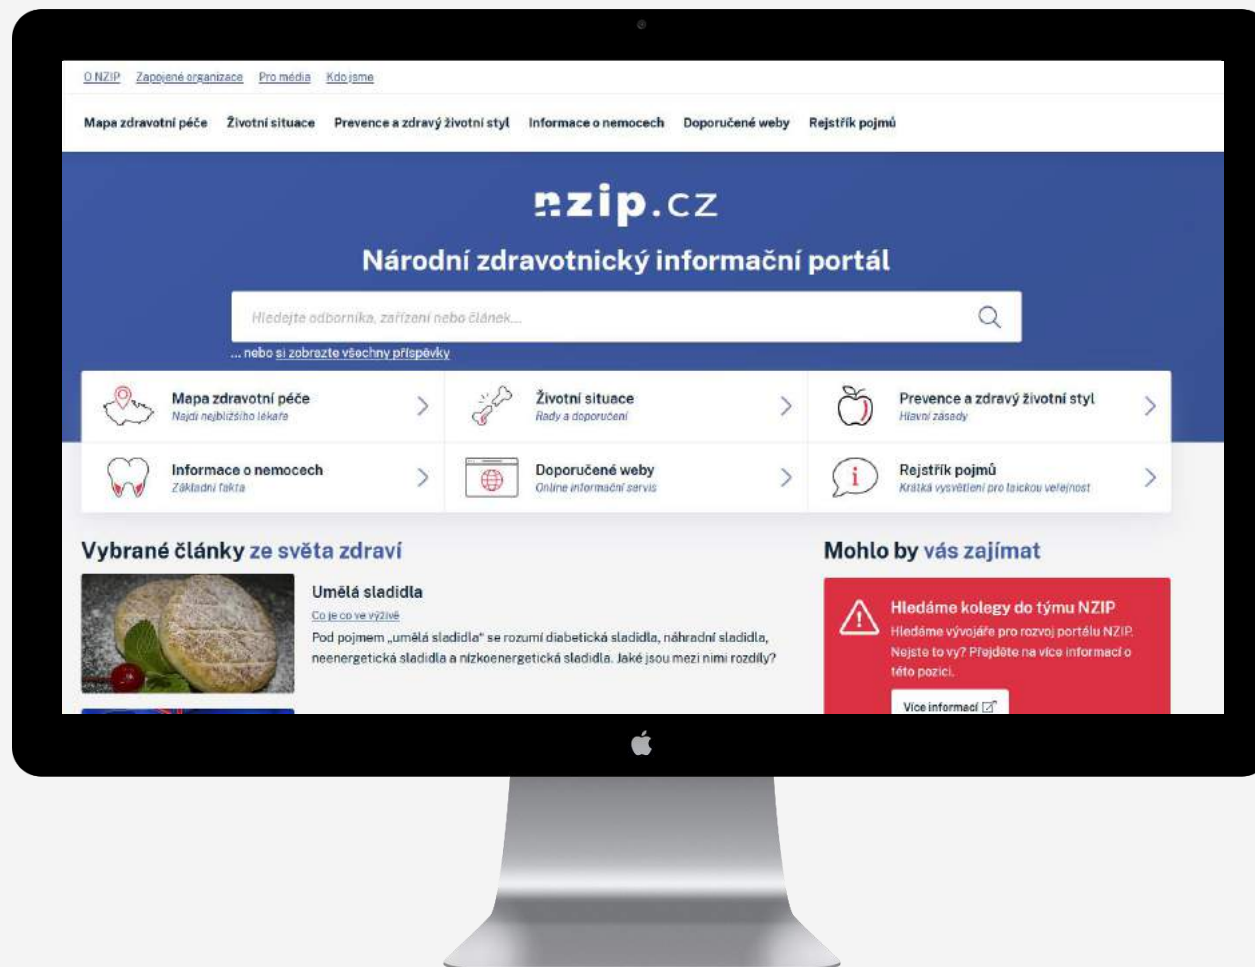 O NZIP Zapojené organizace Pro média Kdo jsme
Mapa zdravotní péče Životní situace Prevence a zdravý životní styl Informace o nemocech Doporučené weby Rejstřík pojmů
nzip.cz
Národní zdravotnický informační portál
Hledejte odborníka, zařízení nebo článek...
... nebo si zobrazte všechny příspěvky
Mapa zdravotní péče
Najdi nejbližšího lékaře
Životní situace
Rady a doporučení
Prevence a zdravý životní styl
Hlavní zásady
Informace o nemocech
Základní fakta
Doporučené weby
Online informační servis
Rejstřík pojmů
Krátká vysvětlení pro laickou veřejnost
Vybrané články ze světa zdraví
Umělá sladidla
Co je co ve výživě
Pod pojmem „umělá sladidla“ se rozumí diabetická sladidla, náhradní sladidla,
neenergetická sladidla a nízkoenergetická sladidla. Jaké jsou mezi nimi rozdíly?
Mohlo by vás zajímat
Hledáme kolegy do týmu NZIP
Hledáme vývojáře pro rozvoj portálu NZIP.
Nejste to vy? Přejděte na více informací o
této pozici.
Více informací